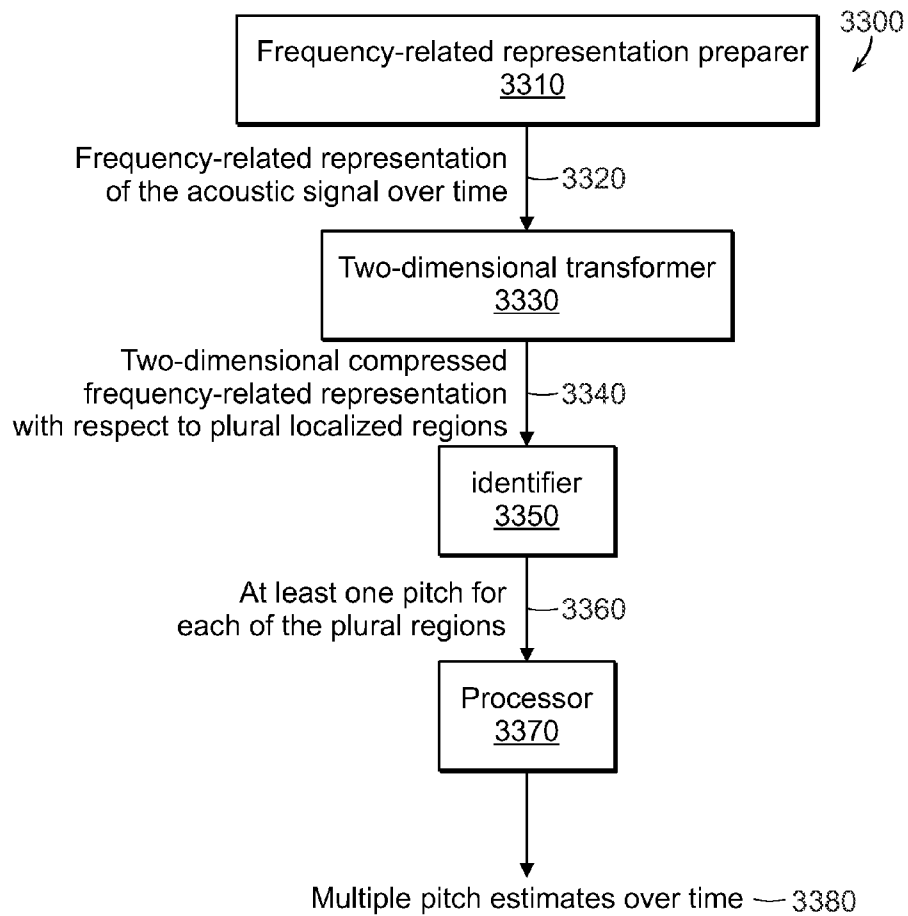 3300
Frequency-related representation preparer
3310
Frequency-related representation
of the acoustic signal over time
3320
Two-dimensional transformer
3330
Two-dimensional compressed
frequency-related representation
with respect to plural localized regions
3340
identifier
3350
At least one pitch for
each of the plural regions
3360
Processor
3370
Multiple pitch estimates over time
3380